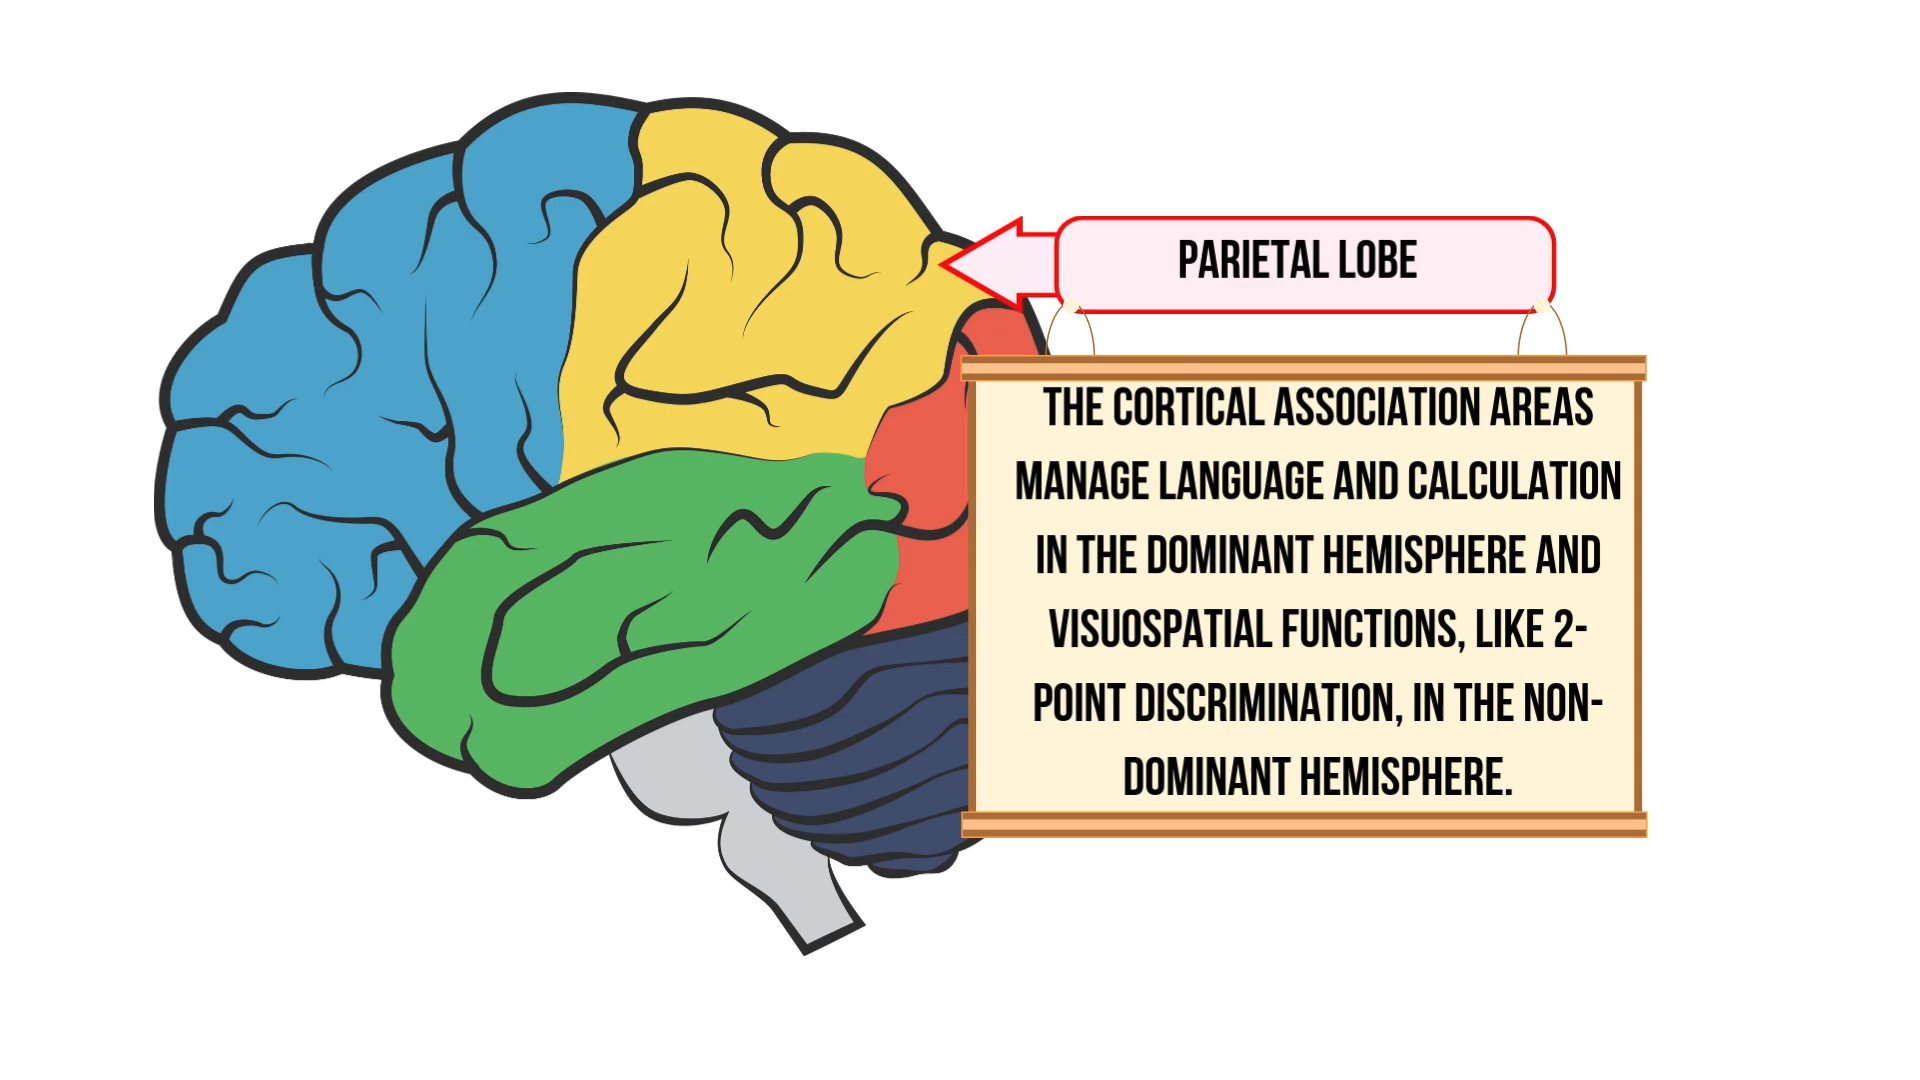 PARIETAL LOBE
THE CORTICAL ASSOCIATION AREAS
MANAGE LANGUAGE AND CALCULATION
IN THE DOMINANT HEMISPHERE AND
VISUOSPATIAL FUNCTIONS, LIKE 2-
POINT DISCRIMINATION, IN THE NON-
DOMINANT HEMISPHERE.